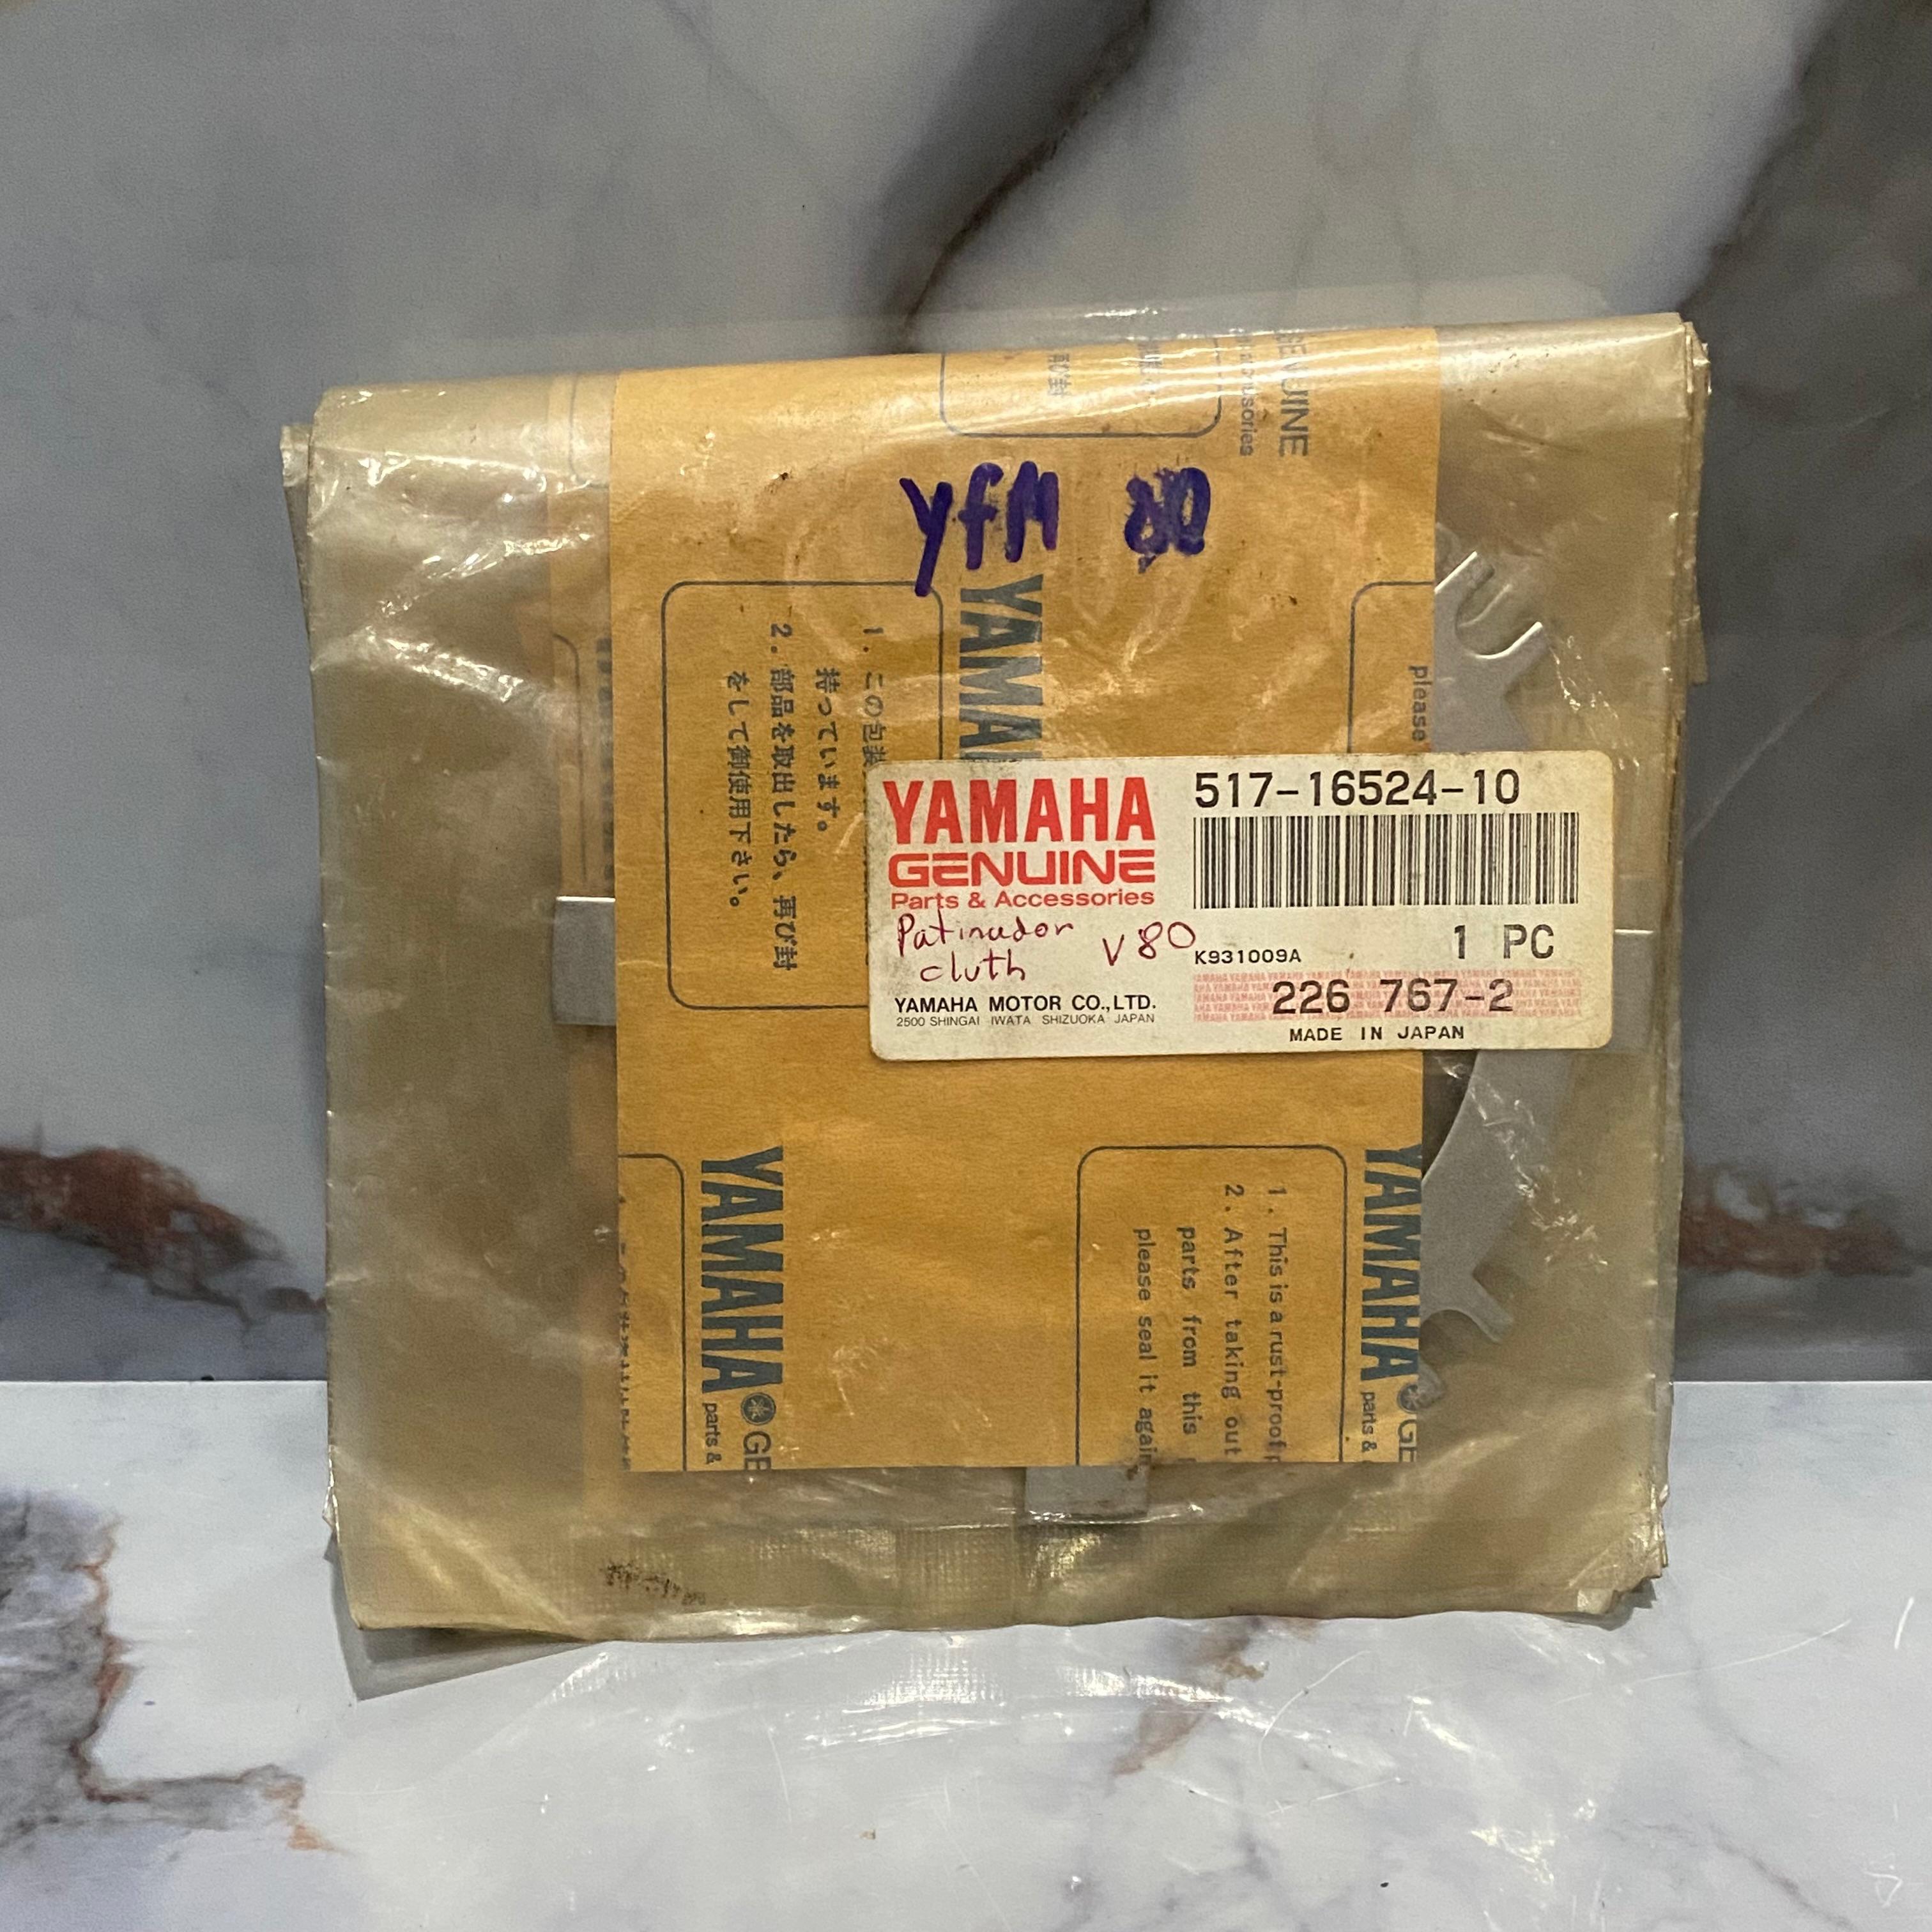 GENUINE
yfM 80
YAMAHA
1. この包装
持っています。
2. 部品を取出したら、再び封
をして御使用下さい。
please
YAMAHA
GENUINE
Parts & Accessories
Patinador
cluth
V80
YAMAHA MOTOR CO., LTD.
2500 SHINGAI IWATA SHIZUOKA JAPAN
517-16524-10
K931009A
1 PC
226 767-2
MADE IN JAPAN
YAMAHA GE
parts &
1. This is a rust-proof
2. After taking out
parts from this
please seal it again
YAMAHA GE
parts &